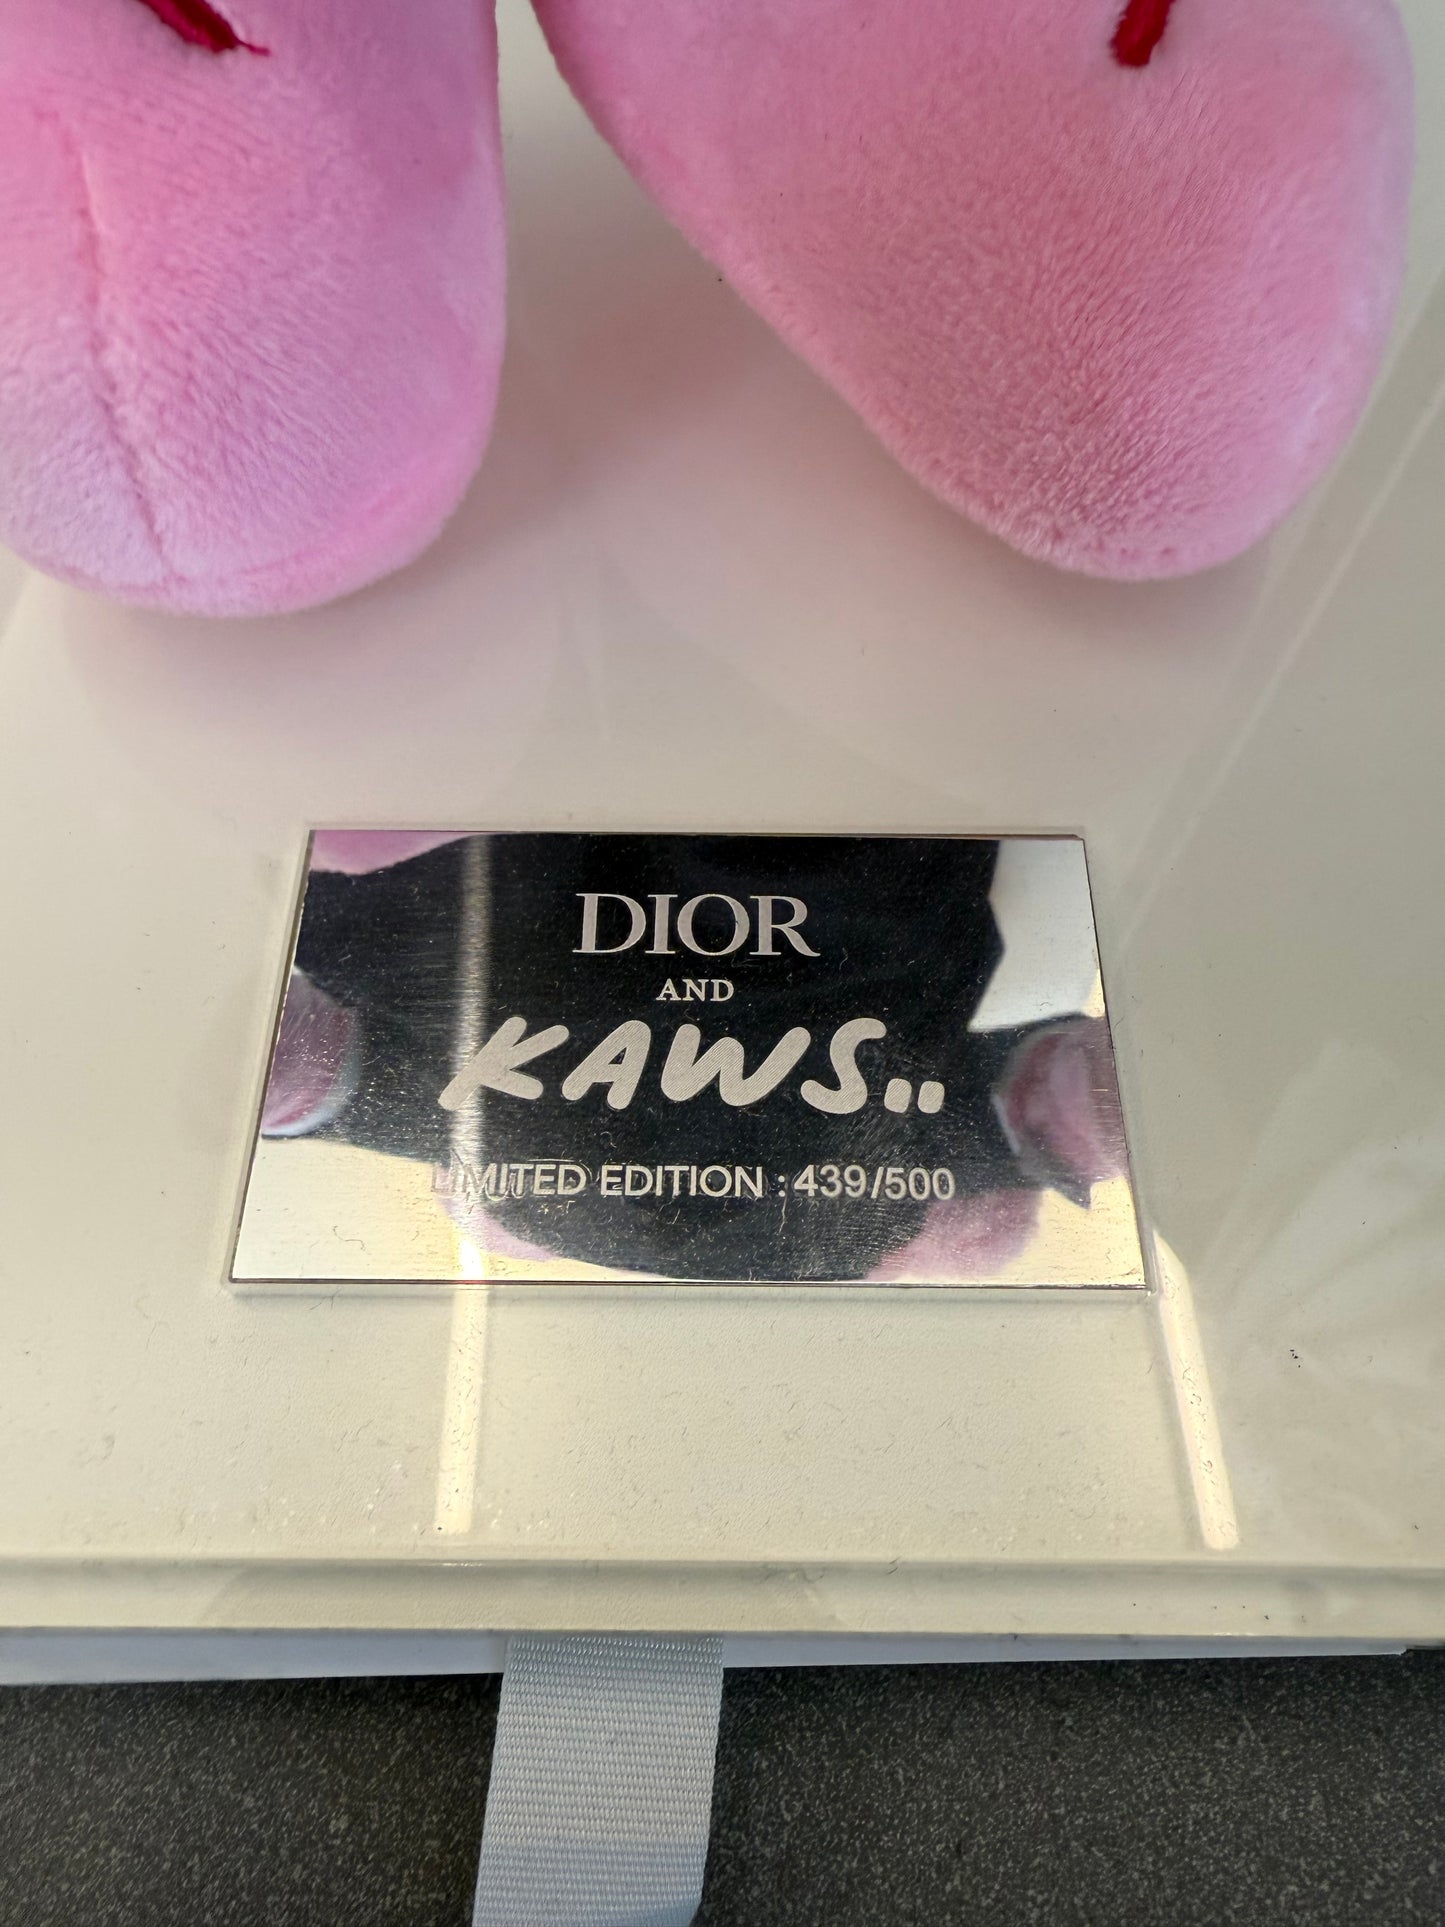 DIOR
AND
KAWS..
LIMITED EDITION : 439/500